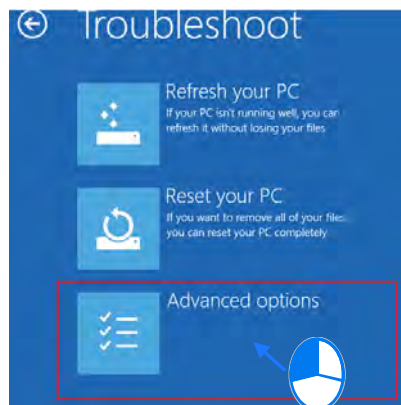 Troubleshoot
Refresh your PC
If your PC isn't running well, you can
refresh it without losing your files
Reset your PC
If you want to remove all of your files,
you can reset your PC completely
Advanced options